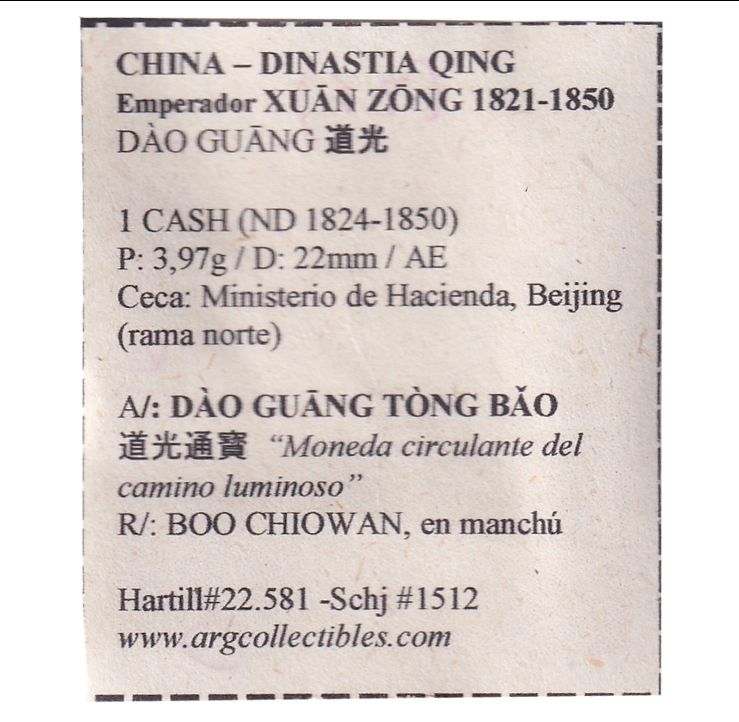 CHINA – DINASTIA QING
Emperador XUĀN ZŌNG 1821-1850
DÀO GUĀNG 道光
1 CASH (ND 1824-1850)
P: 3,97g / D: 22mm / AE
Ceca: Ministerio de Hacienda, Beijing
(rama norte)
A/: DÀO GUĀNG TÒNG BǍO
道光通寳 “Moneda circulante del
camino luminoso”
R/: BOO CHIOWAN, en manchú
Hartill#22.581 -Schj #1512
www.argcollectibles.com